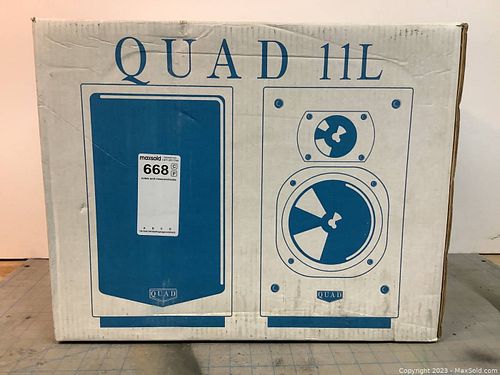 QUAD 11L
maxsold
668
QUAD
QUAD
Copyright 2023 - MaxSold.com